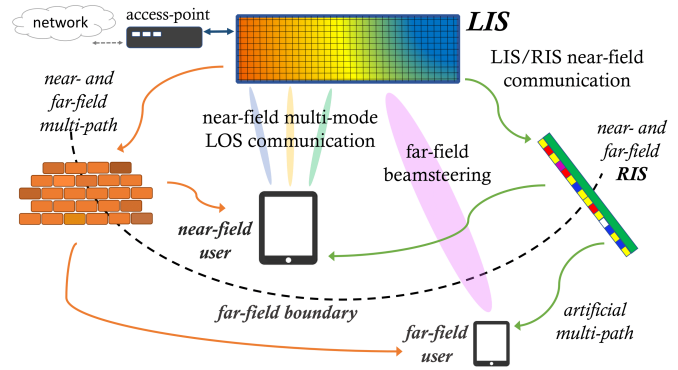 network
access-point
LIS
LIS/RIS near-field
communication
near- and
far-field
multi-path
near-field multi-mode
LOS communication
far-field
beamsteering
near- and
far-field
RIS
near-field
user
far-field boundary
far-field
user
artificial
multi-path